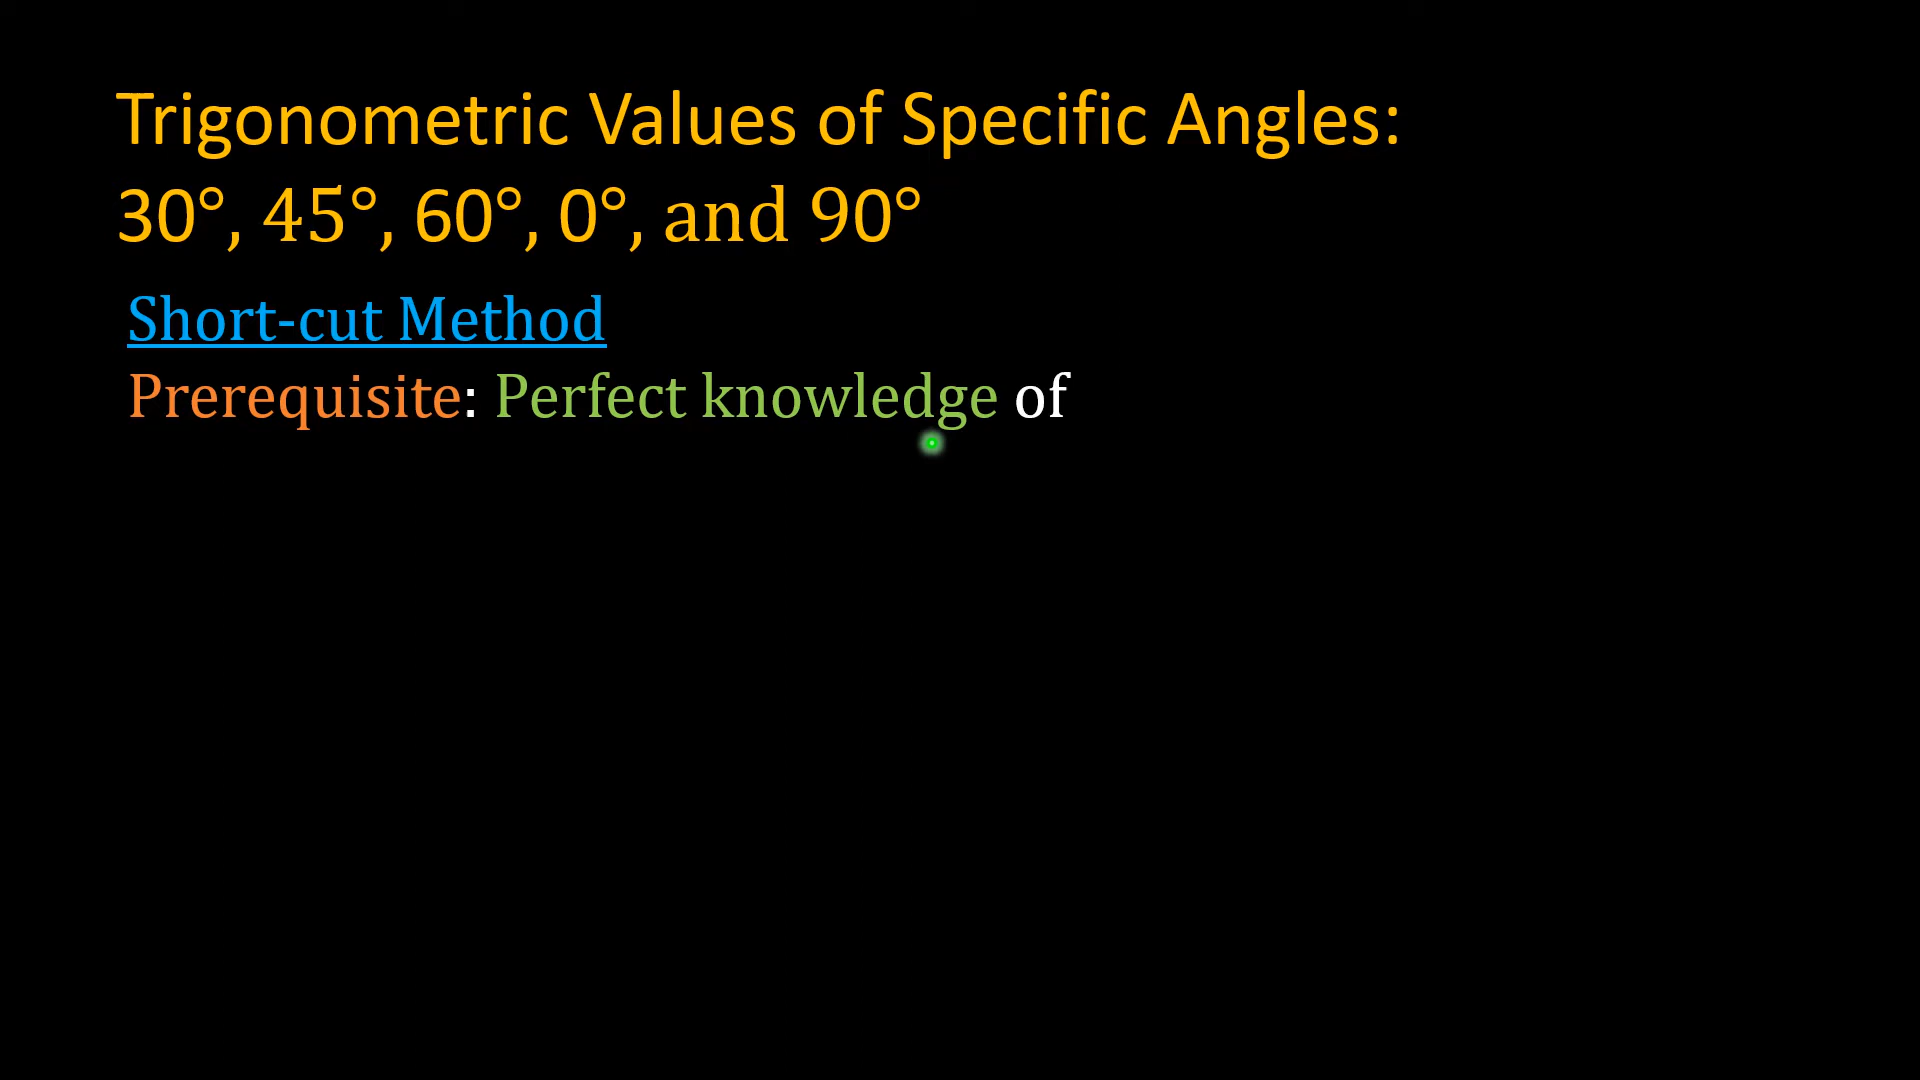 Trigonometric Values of Specific Angles:
30°, 45°, 60°, 0°, and 90°
Short-cut Method
Prerequisite: Perfect knowledge of